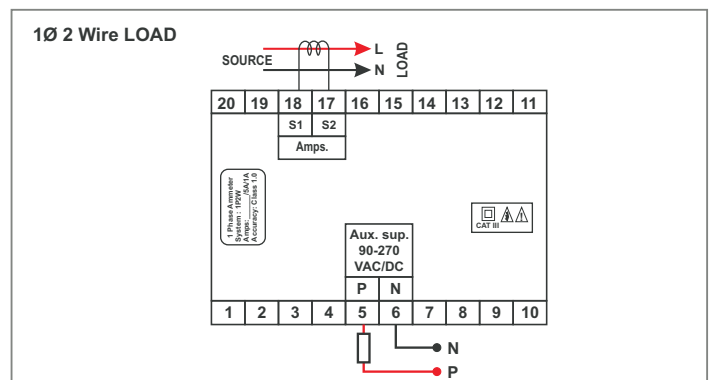 1Ø 2 Wire LOAD
SOURCE
L
N
LOAD
20 19 18 17 16 15 14 13 12 11
S1 S2
Amps.
1 Phase Ammeter
System : 1P2W
Amps:______/5A/1A
Accuracy: Class 1.0
CAT III
Aux. sup.
90-270
VAC/DC
P N
1 2 3 4 5 6 7 8 9 10
N
P